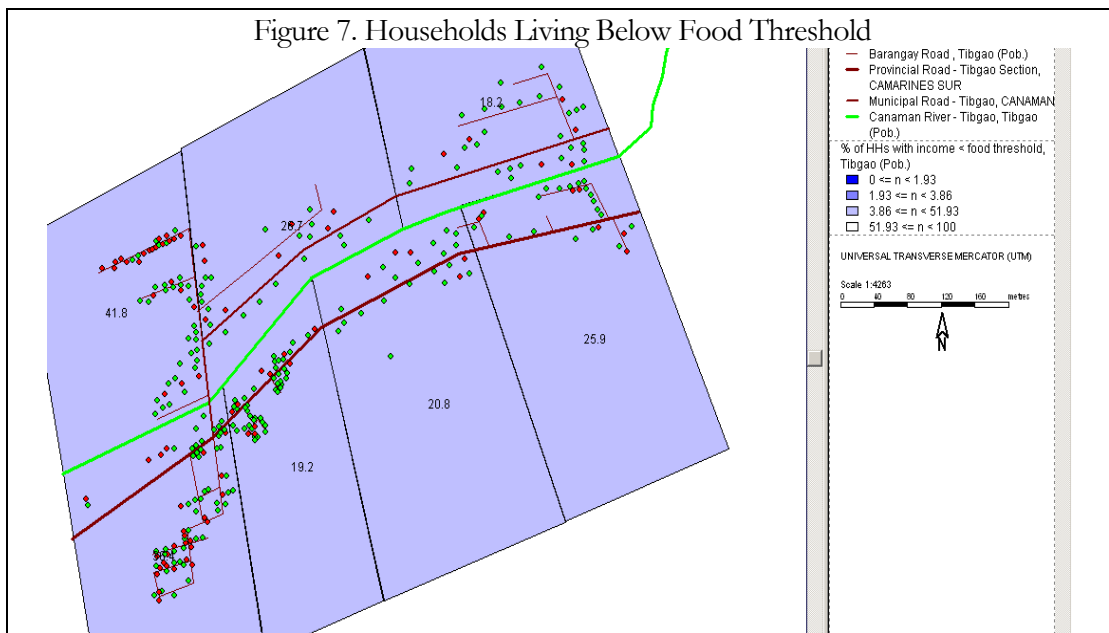 Figure 7. Households Living Below Food Threshold
Barangay Road , Tibgao (Pob.)
Provincial Road - Tibgao Section,
CAMARINES SUR
Municipal Road - Tibgao, CANAMAN
Canaman River - Tibgao, Tibgao
(Pob.)
% of HHs with income < food threshold,
Tibgao (Pob.)
0 <= n < 1.93
1.93 <= n < 3.86
3.86 <= n < 51.93
51.93 <= n < 100
UNIVERSAL TRANSVERSE MERCATOR (UTM)
Scale 1:4263
0 40 80 120 160 metres
N
18.2
26.7
41.8
25.9
20.8
19.2